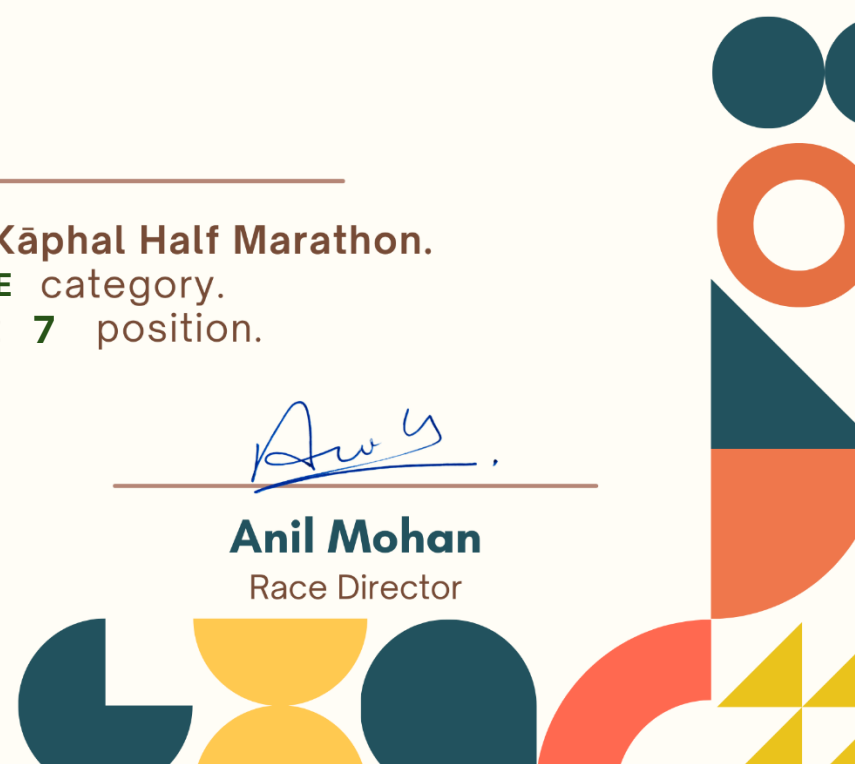 Kāphal Half Marathon.
E category.
7 position.
Anil Mohan
Race Director